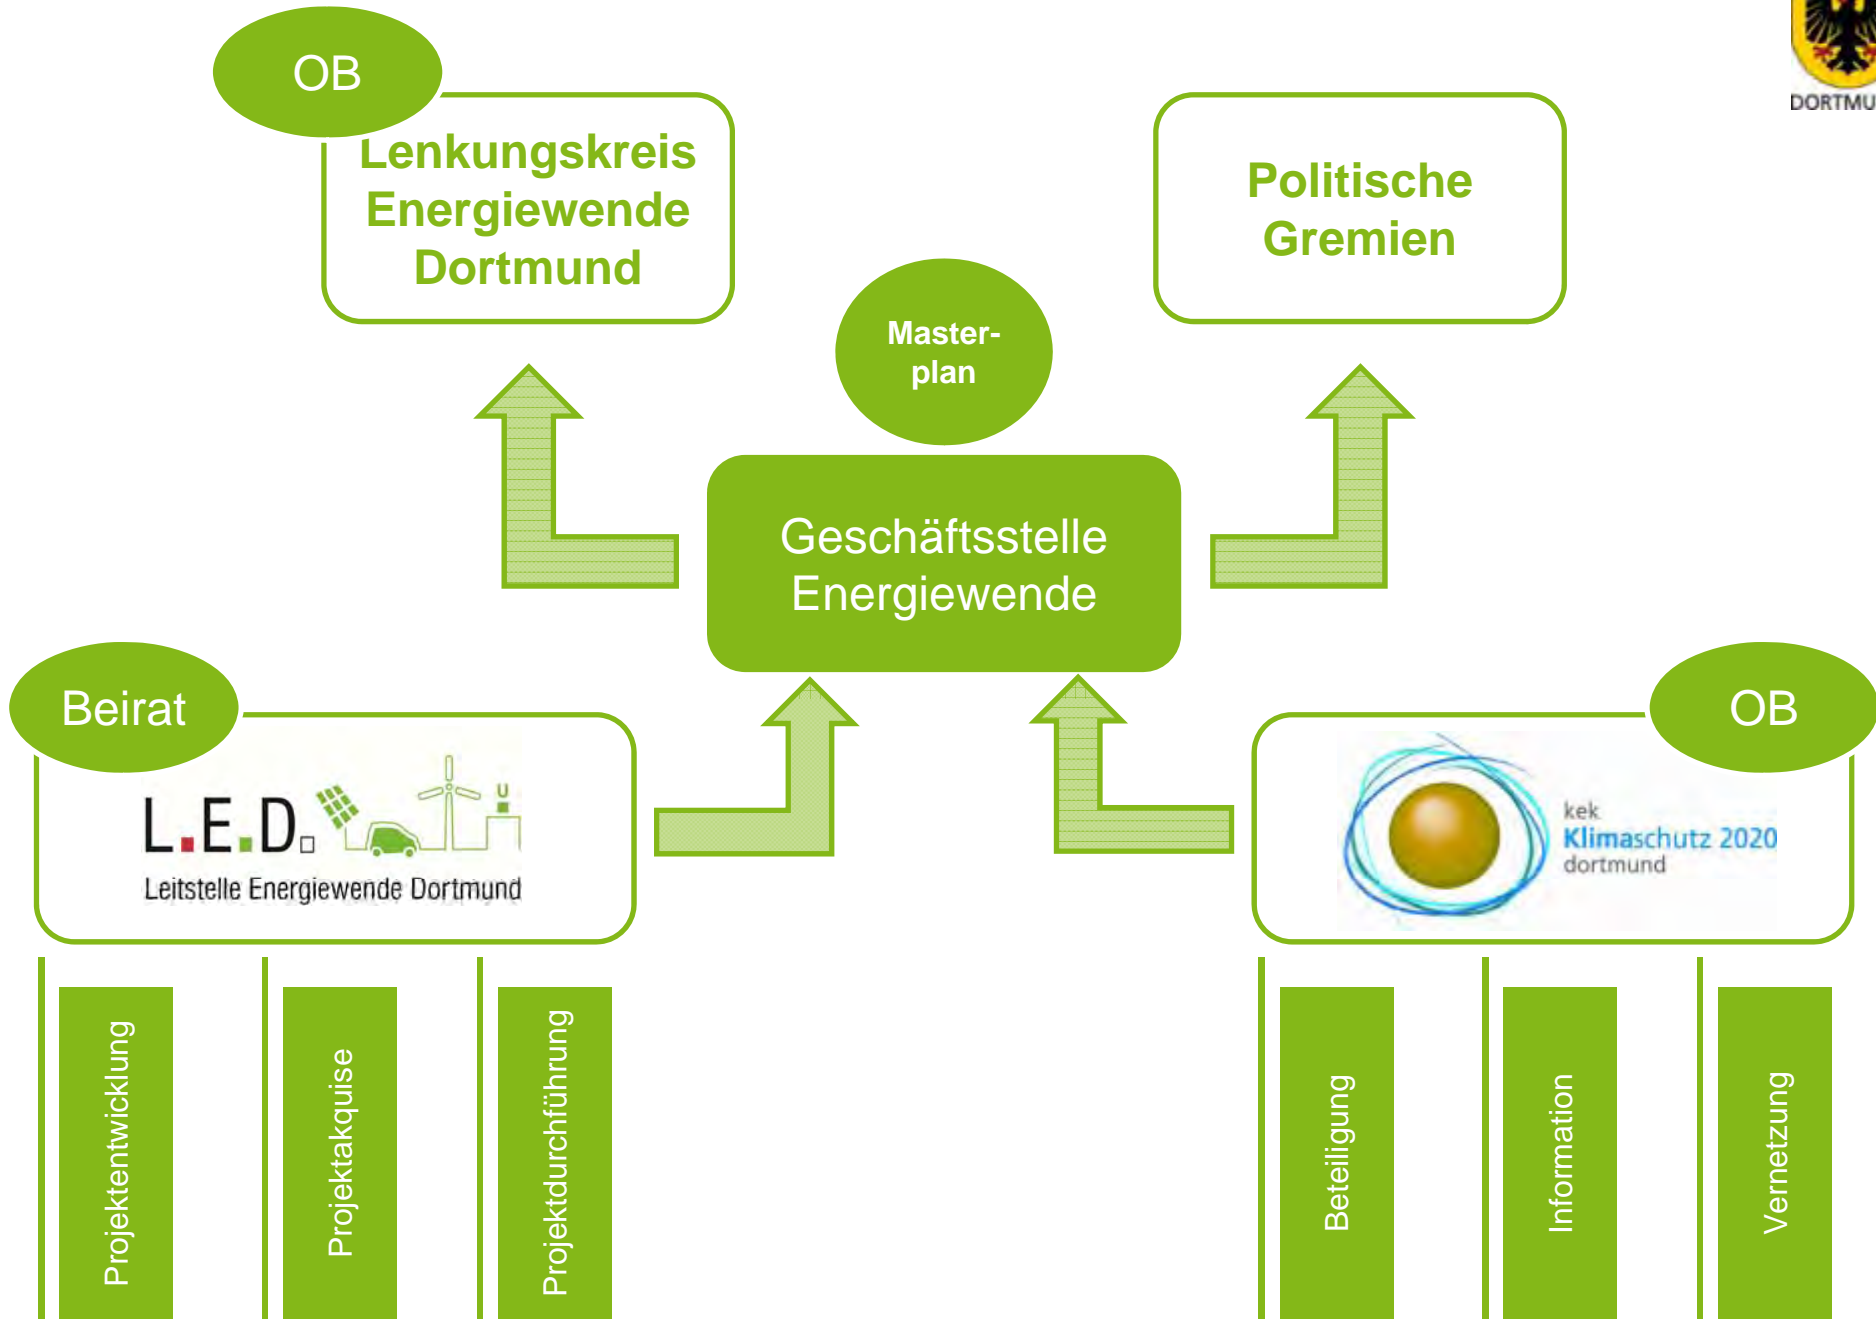 OB
DORTMU
Lenkungskreis
Energiewende
Dortmund
Politische
Gremien
Master-
plan
Geschäftsstelle
Energiewende
Beirat
L.E.D.
U
Leitstelle Energiewende Dortmund
OB
kek
Klimaschutz 2020
dortmund
Projektentwicklung
Projektakquise
Projektdurchführung
Beteiligung
Information
Vernetzung